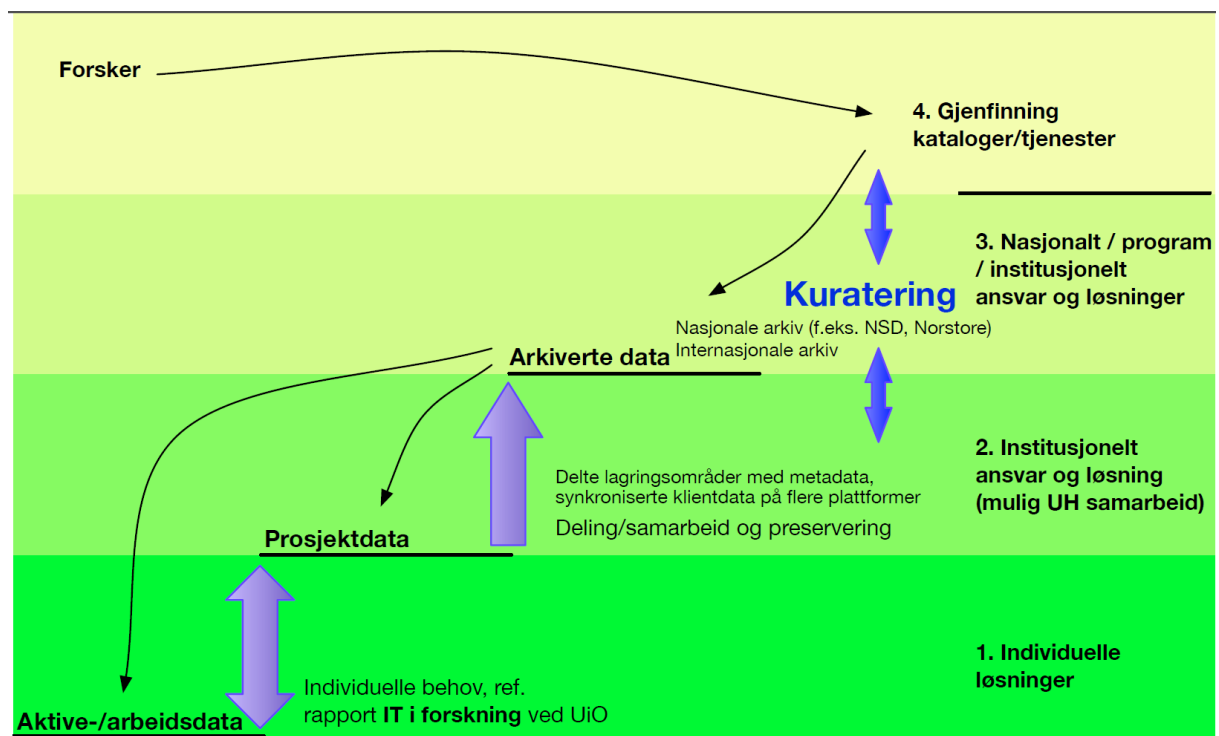 Forsker
4. Gjenfinning
kataloger/tjenester
3. Nasjonalt / program
/ institusjonelt
ansvar og løsninger
Kuratering
Nasjonale arkiv (f.eks. NSD, Norstore)
Internasjonale arkiv
Arkiverte data
2. Institusjonelt
ansvar og løsning
(mulig UH samarbeid)
Delte lagringsområder med metadata,
synkroniserte klientdata på flere plattformer
Deling/samarbeid og preservering
Prosjektdata
1. Individuelle
løsninger
Individuelle behov, ref.
rapport IT i forskning ved UiO
Aktive-/arbeidsdata